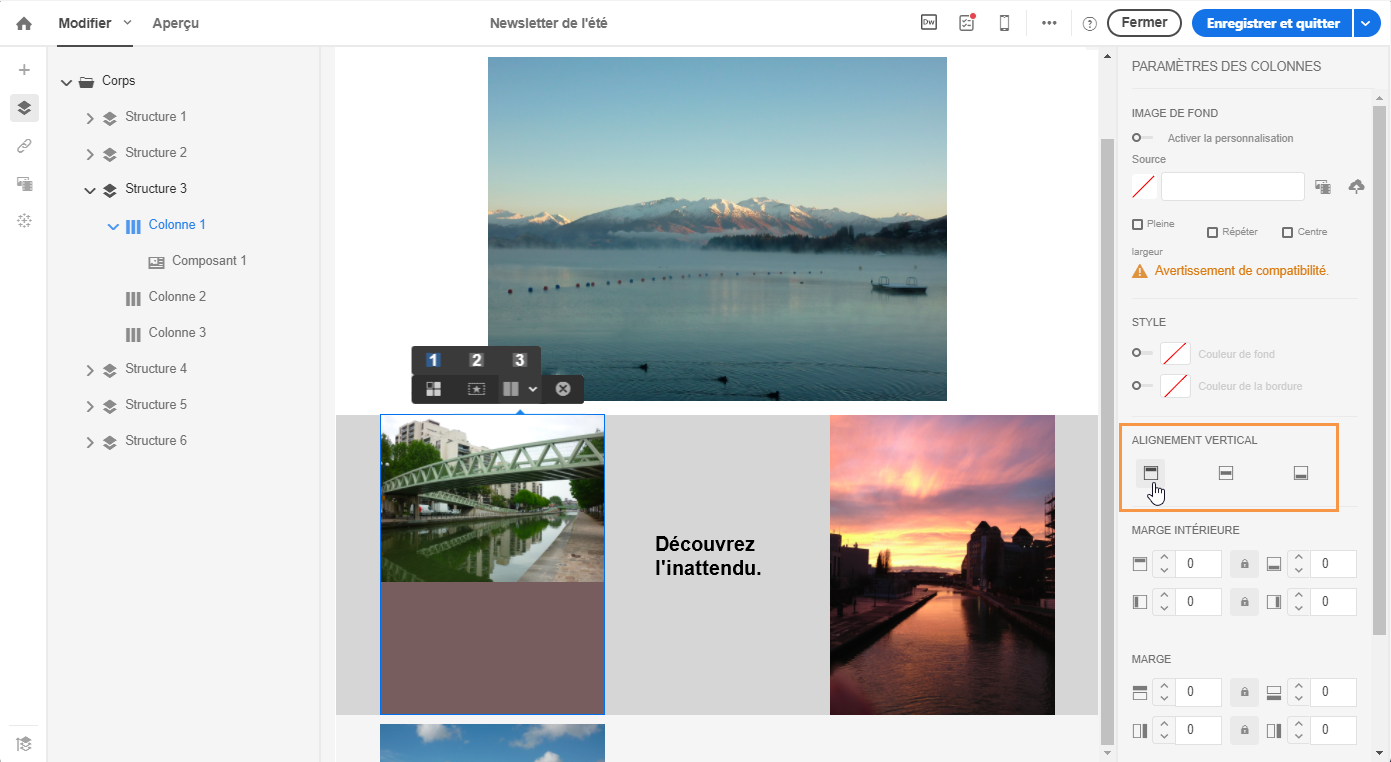 Modifier
Aperçu
Newsletter de l'été
Dw
Fermer
Enregistrer et quitter
Corps
Structure 1
Structure 2
Structure 3
Colonne 1
Composant 1
Colonne 2
Colonne 3
Structure 4
Structure 5
Structure 6
1 2 3
Découvrez
l'inattendu.
PARAMÈTRES DES COLONNES
IMAGE DE FOND
Activer la personnalisation
Source
Pleine
largeur
Répéter
Centre
Avertissement de compatibilité.
STYLE
Couleur de fond
Couleur de la bordure
ALIGNEMENT VERTICAL
MARGE INTÉRIEURE
0 0
0 0
MARGE
0 0
0 0